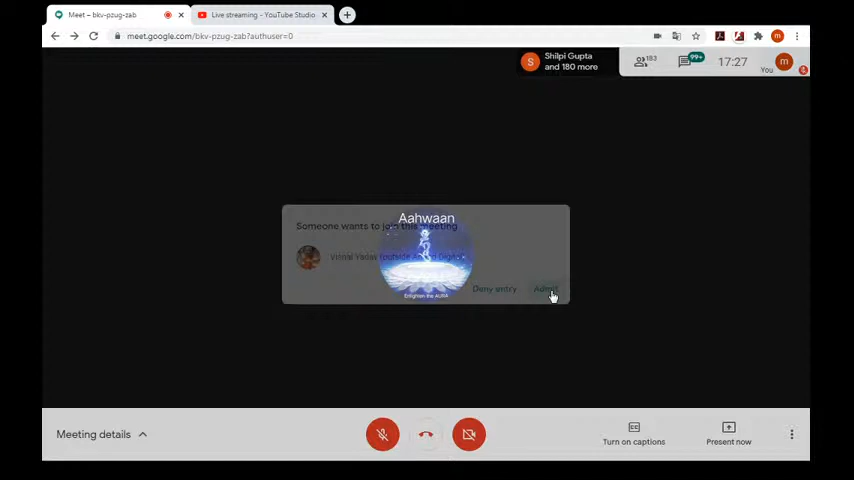 Meet – bkv-pzug-zab
Live streaming - YouTube Studio
meet.google.com/bkv-pzug-zab?authuser=0
m
S
Shilpi Gupta
and 180 more
183
99+
17:27
You
m
Aahwaan
Someone wants to join this meeting
Yadav
Enlighten the AURA
Deny entry
Admit
Meeting details
Turn on captions
Present now